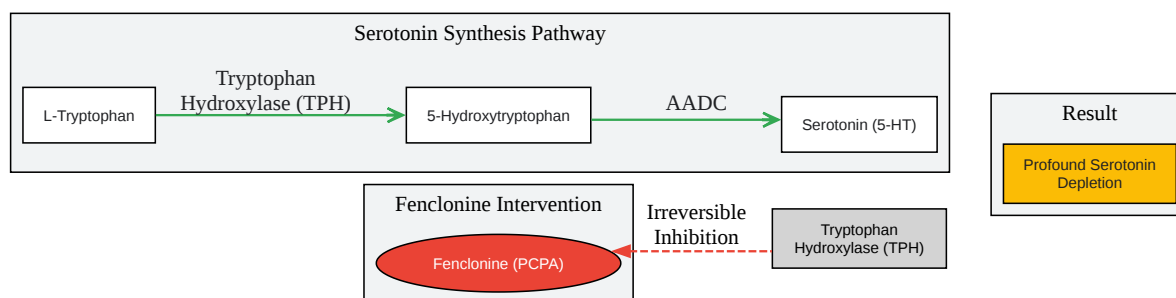 Serotonin Synthesis Pathway
L-Tryptophan
Tryptophan
Hydroxylase (TPH)
5-Hydroxytryptophan
AADC
Serotonin (5-HT)
Result
Profound Serotonin
Depletion
Fenclonine Intervention
Fenclonine (PCPA)
Irreversible
Inhibition
Tryptophan
Hydroxylase (TPH)